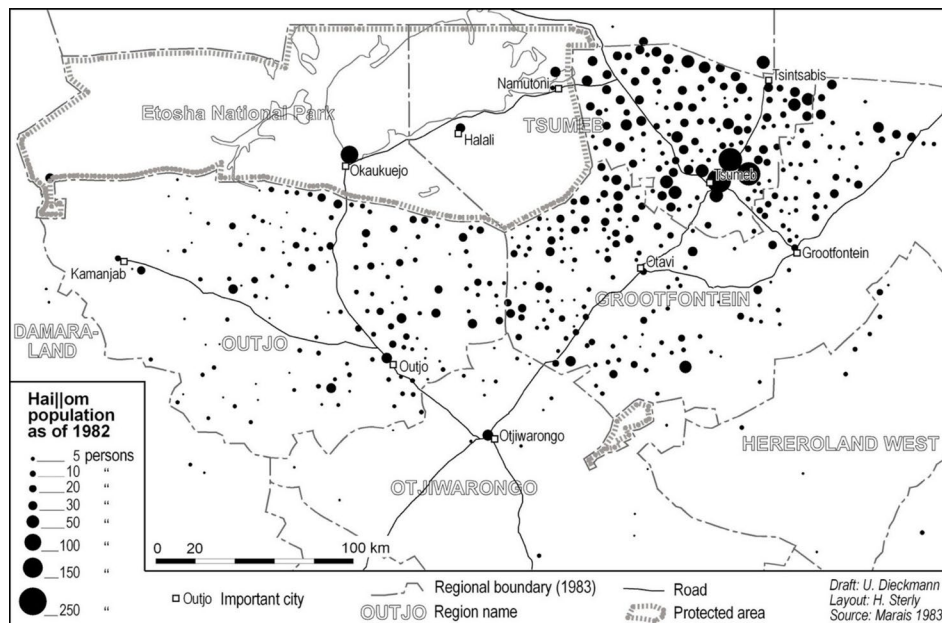 Tsintsabis
Namutoni
Etosha National Park
TSUMEB
Halali
Okaukuejo
Tsumeb
Grootfontein
Otavi
Kamanjab
GROOTFONTEIN
DAMARA-
LAND
OUTJO
Outjo
Otjiwarongo
HEREROLAND WEST
OTJIWARONGO
Hai||om
population
as of 1982
5 persons
10 “
20 “
30 “
50 “
100 “
150 “
250 “
0 20 100 km
Outjo Important city
Regional boundary (1983)
OUTJO Region name
Road
Protected area
Draft: U. Dieckmann
Layout: H. Sterly
Source: Marais 1983